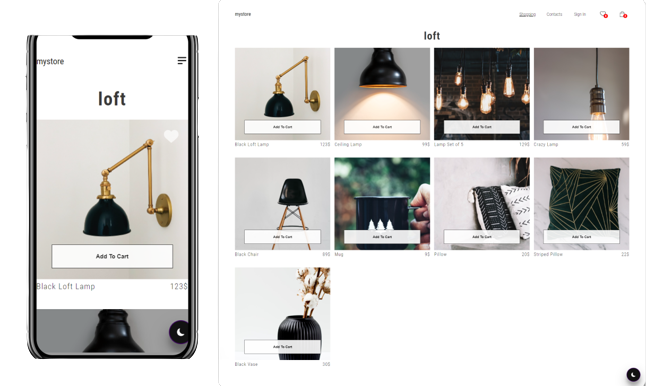 mystore
loft
Add To Cart
Black Loft Lamp 123$
mystore
Contacts Sign in
loft
Add To Cart Add To Cart Add To Cart Add To Cart
Black Loft Lamp 123$ Ceiling Lamp 99$ Lamp Set of 5 129$ Crazy Lamp 59$
Add To Cart Add To Cart Add To Cart Add To Cart
Black Chair 89$ Mug 9$ Pillow 20$ Striped Pillow 22$
Add To Cart
Black Vase